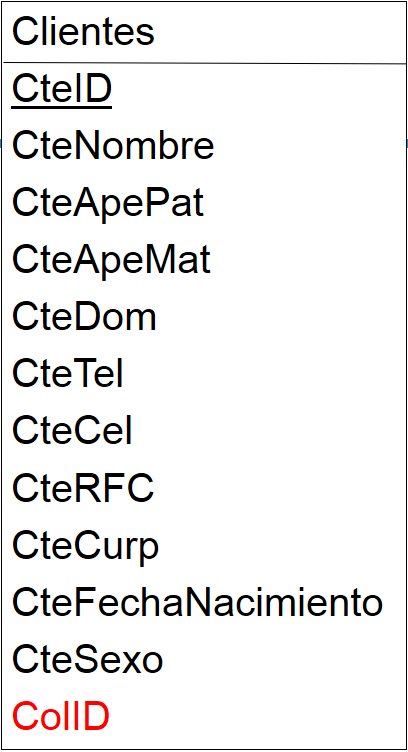 Clientes
CteID
CteNombre
CteApePat
CteApeMat
CteDom
CteTel
CteCel
CteRFC
CteCurp
CteFechaNacimiento
CteSexo
ColID